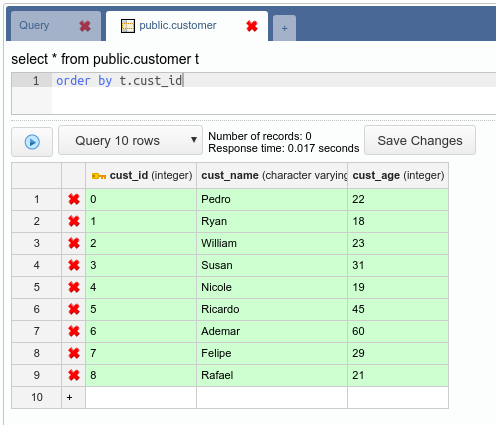 Query public.customer +
select * from public.customer t
1 order by t.cust_id
Query 10 rows Number of records: 0 Save Changes
Response time: 0.017 seconds
cust_id (integer) cust_name (character varying cust_age (integer)
1 0 Pedro 22
2 1 Ryan 18
3 2 William 23
4 3 Susan 31
5 4 Nicole 19
6 5 Ricardo 45
7 6 Ademar 60
8 7 Felipe 29
9 8 Rafael 21
10 +